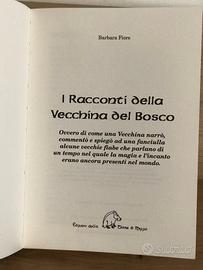 Barbara Fiore
I Racconti della
Vecchina del Bosco
Ovvero di come una Vecchina narrò,
commentò e spiegò ad una fanciulla
alcune vecchie fiabe che parlano di
un tempo nel quale la magia e l'incanto
erano ancora presenti nel mondo.